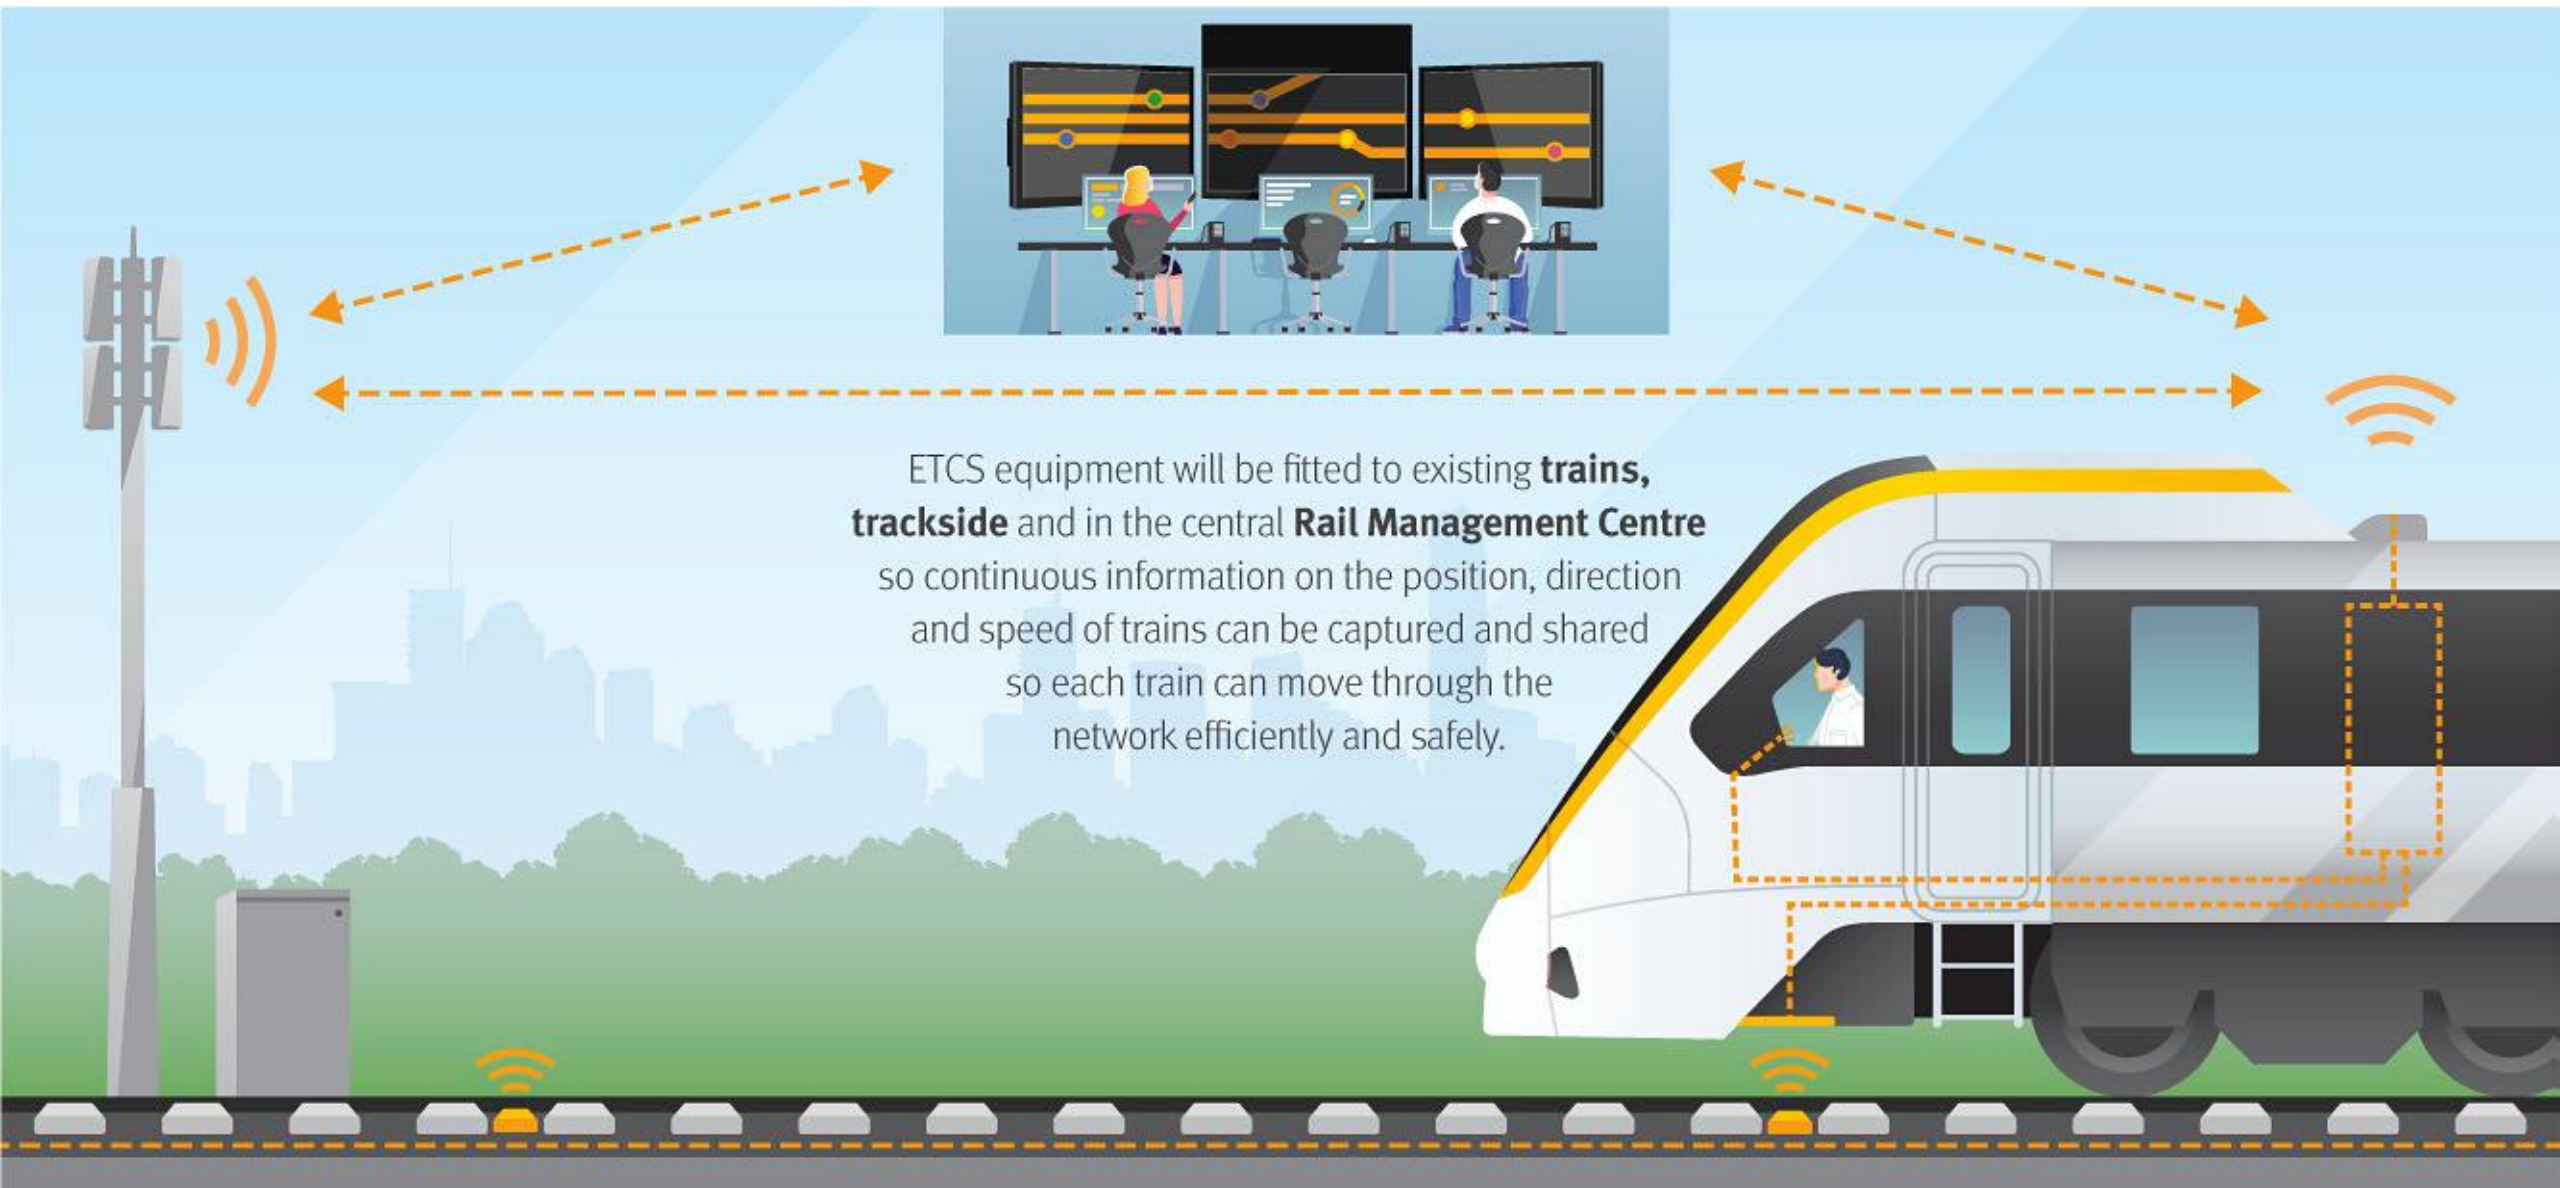 ETCS equipment will be fitted to existing trains,
trackside and in the central Rail Management Centre
so continuous information on the position, direction
and speed of trains can be captured and shared
so each train can move through the
network efficiently and safely.